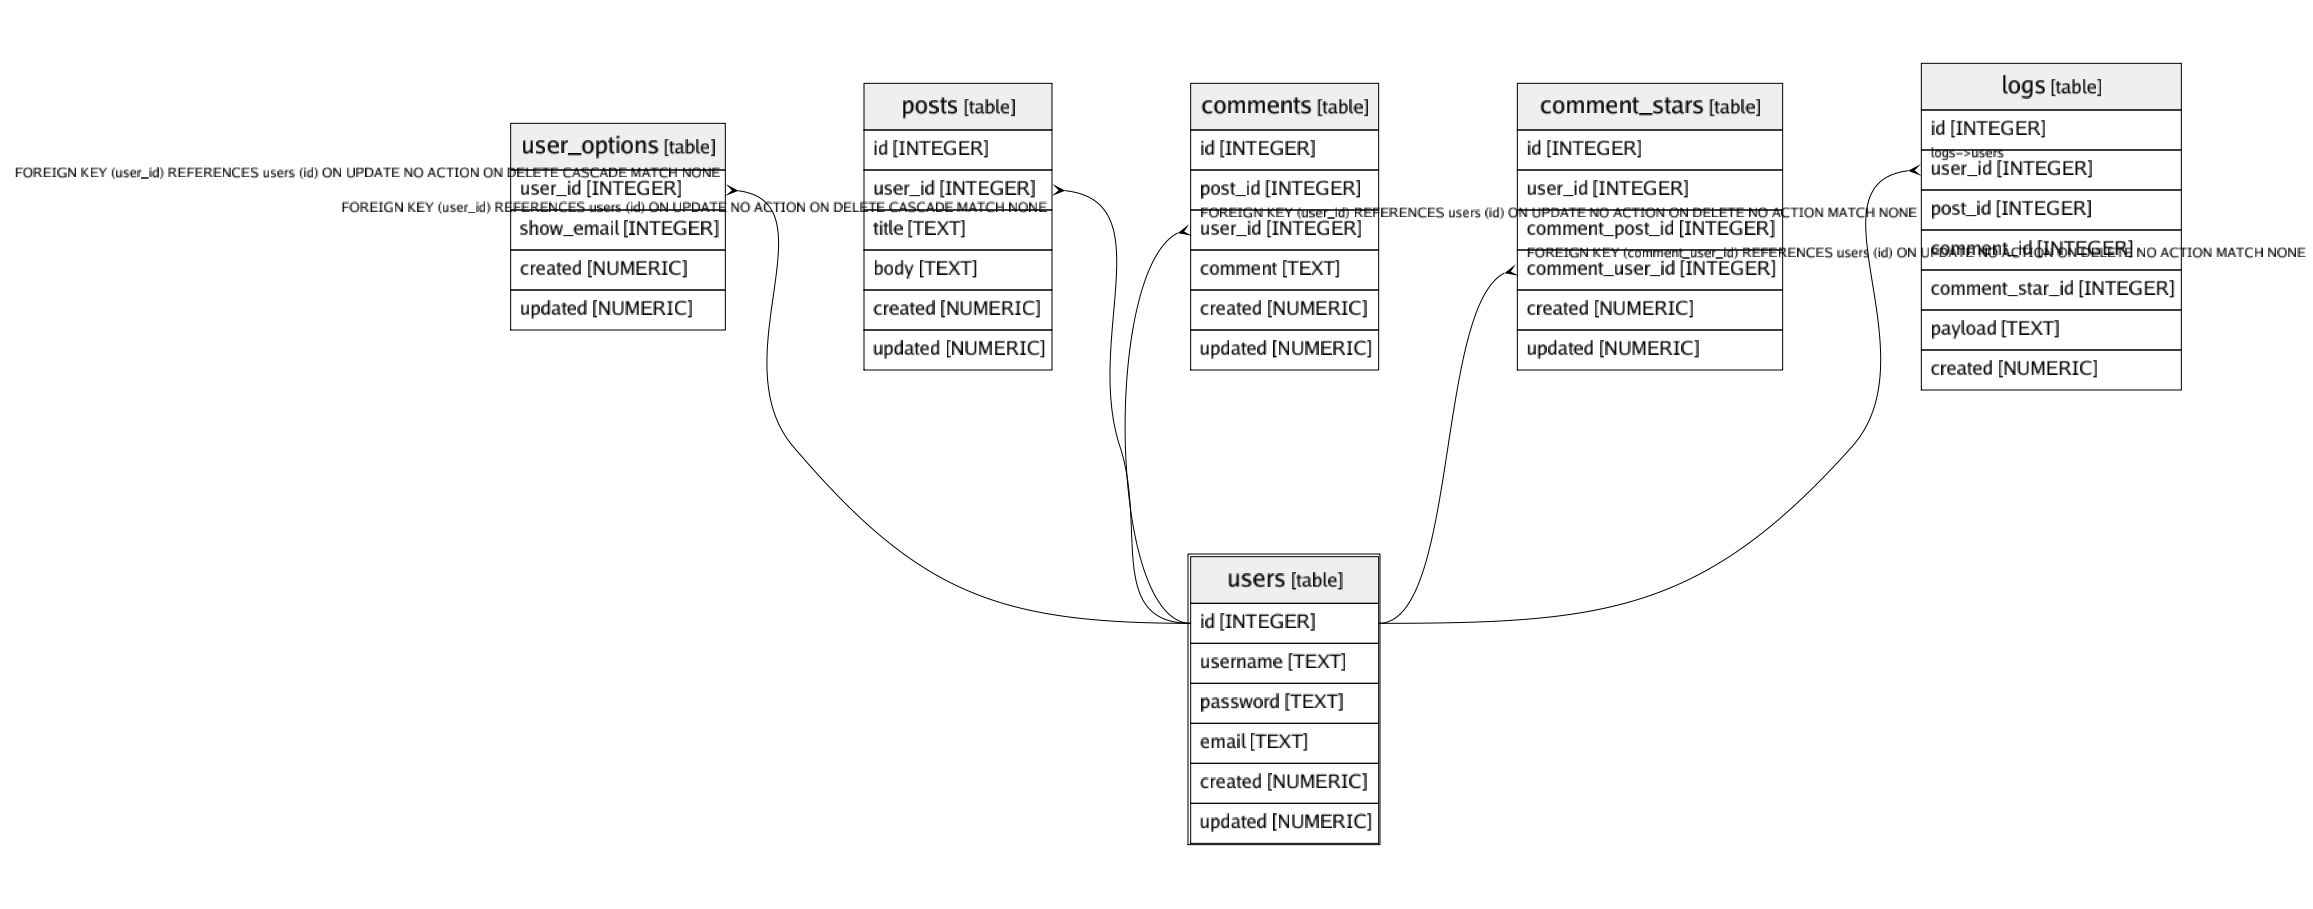 user_options [table]
FOREIGN KEY (user_id) REFERENCES users (id) ON UPDATE NO ACTION ON DELETE CASCADE MATCH NONE
user_id [INTEGER]
show_email [INTEGER]
created [NUMERIC]
updated [NUMERIC]
posts [table]
id [INTEGER]
user_id [INTEGER]
FOREIGN KEY (user_id) REFERENCES users (id) ON UPDATE NO ACTION ON DELETE CASCADE MATCH NONE
title [TEXT]
body [TEXT]
created [NUMERIC]
updated [NUMERIC]
comments [table]
id [INTEGER]
post_id [INTEGER]
FOREIGN KEY (user_id) REFERENCES users (id) ON UPDATE NO ACTION ON DELETE NO ACTION MATCH NONE
user_id [INTEGER]
comment [TEXT]
created [NUMERIC]
updated [NUMERIC]
comment_stars [table]
id [INTEGER]
user_id [INTEGER]
comment_post_id [INTEGER]
FOREIGN KEY (comment_user_id) REFERENCES users (id) ON UPDATE NO ACTION ON DELETE NO ACTION MATCH NONE
comment_user_id [INTEGER]
created [NUMERIC]
updated [NUMERIC]
logs [table]
id [INTEGER]
logs->users
user_id [INTEGER]
post_id [INTEGER]
comment_id [INTEGER]
comment_star_id [INTEGER]
payload [TEXT]
created [NUMERIC]
users [table]
id [INTEGER]
username [TEXT]
password [TEXT]
email [TEXT]
created [NUMERIC]
updated [NUMERIC]